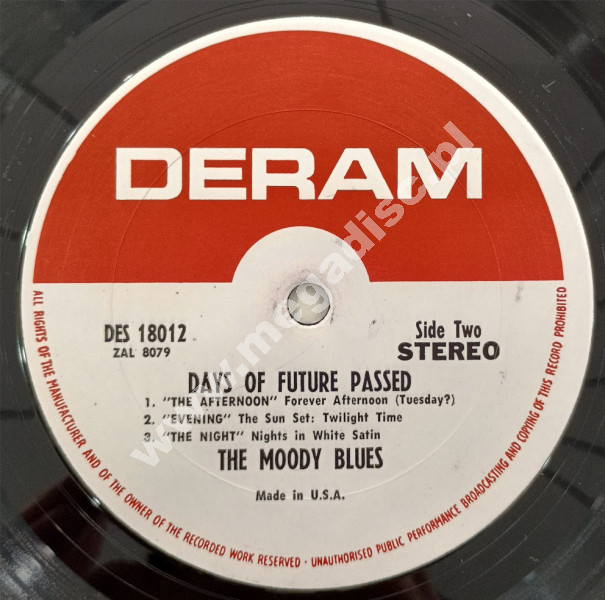 DERAM
DES 18012
ZAL 8079
Side Two
STEREO
DAYS OF FUTURE PASSED
1. "THE AFTERNOON" Forever Afternoon (Tuesday?)
2. "EVENING" The Sun Set: Twilight Time
3. "THE NIGHT" Nights in White Satin
THE MOODY BLUES
Made in U.S.A.
ALL RIGHTS OF THE MANUFACTURER AND OF THE OWNER OF THE RECORDED WORK RESERVED · UNAUTHORISED PUBLIC PERFORMANCE BROADCASTING AND COPYING OF THIS RECORD PROHIBITED
www.megadisc.pl